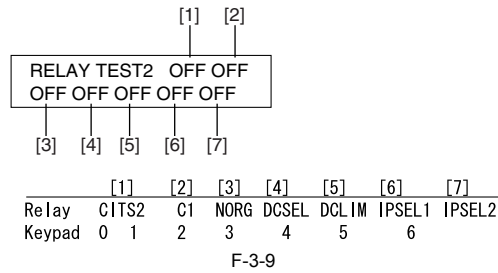 [1] [2]
RELAY TEST2 OFF OFF
OFF OFF OFF OFF OFF
[3] [4] [5] [6] [7]
[1] [2] [3] [4] [5] [6] [7]
Relay CITS2 C1 NORG DCSEL DCLIM IPSEL1 IPSEL2
Keypad 0 1 2 3 4 5 6
F-3-9